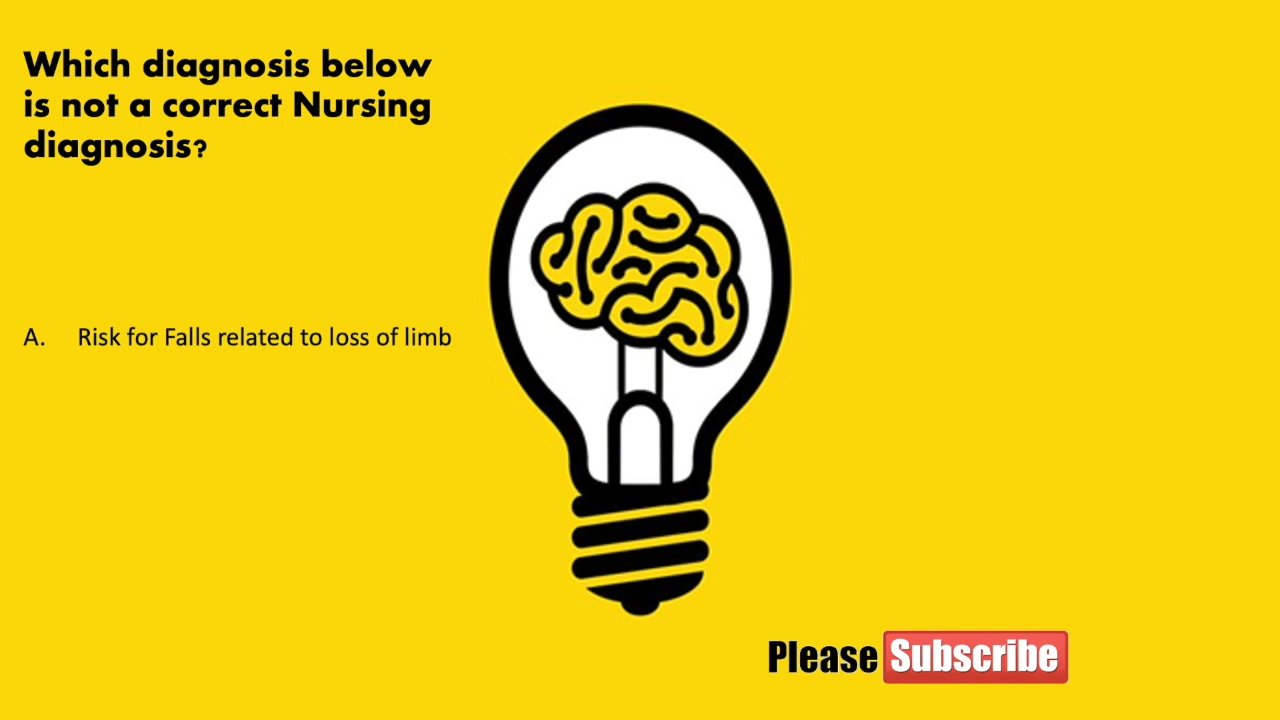 Which diagnosis below
is not a correct Nursing
diagnosis?
A. Risk for Falls related to loss of limb
Please Subscribe